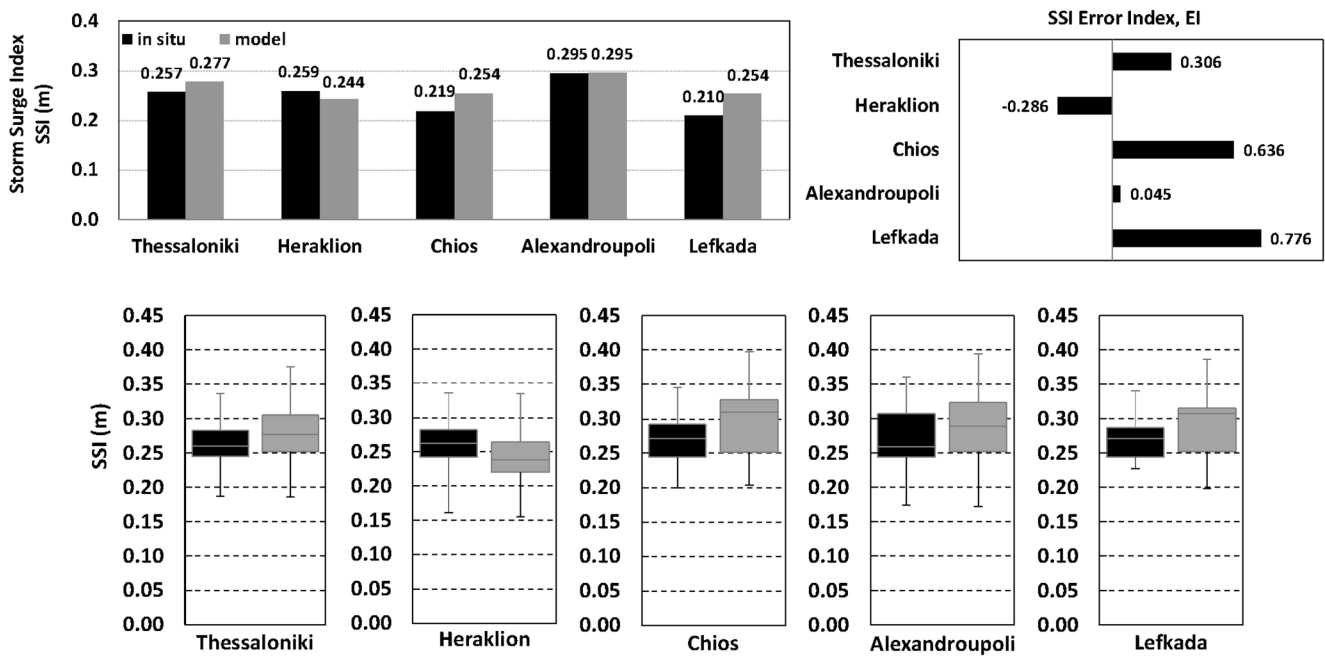 Storm Surge Index
SSI (m)
0.4
0.3
0.2
0.1
0.0
in situ model
0.257 0.277 0.259 0.244 0.219 0.254 0.295 0.295 0.210 0.254
Thessaloniki Heraklion Chios Alexandroupoli Lefkada
SSI Error Index, EI
Thessaloniki 0.306
Heraklion -0.286
Chios 0.636
Alexandroupoli 0.045
Lefkada 0.776
SSI (m)
0.45 0.45 0.45 0.45 0.45
0.40 0.40 0.40 0.40 0.40
0.35 0.35 0.35 0.35 0.35
0.30 0.30 0.30 0.30 0.30
0.25 0.25 0.25 0.25 0.25
0.20 0.20 0.20 0.20 0.20
0.15 0.15 0.15 0.15 0.15
0.10 0.10 0.10 0.10 0.10
0.05 0.05 0.05 0.05 0.05
0.00 0.00 0.00 0.00 0.00
Thessaloniki Heraklion Chios Alexandroupoli Lefkada